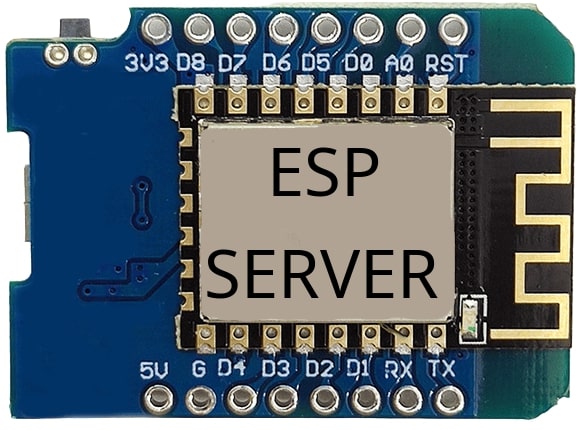 3V3 D8 D7 D6 D5 D0 A0 RST
ESP
SERVER
5V G D4 D3 D2 D1 RX TX